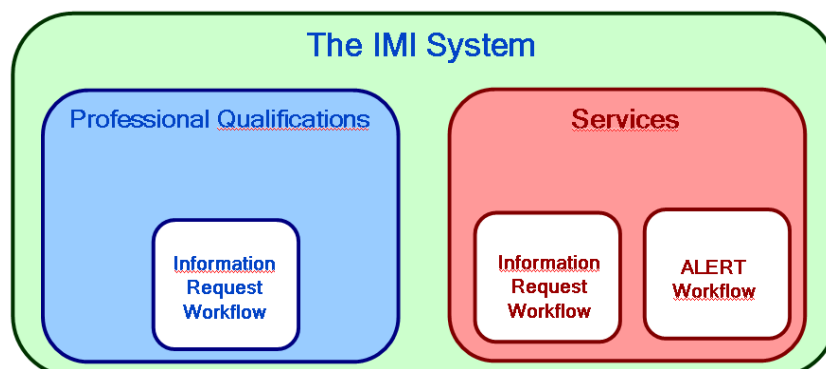 The IMI System
Professional Qualifications
Services
Information
Request
Workflow
Information
Request
Workflow
ALERT
Workflow